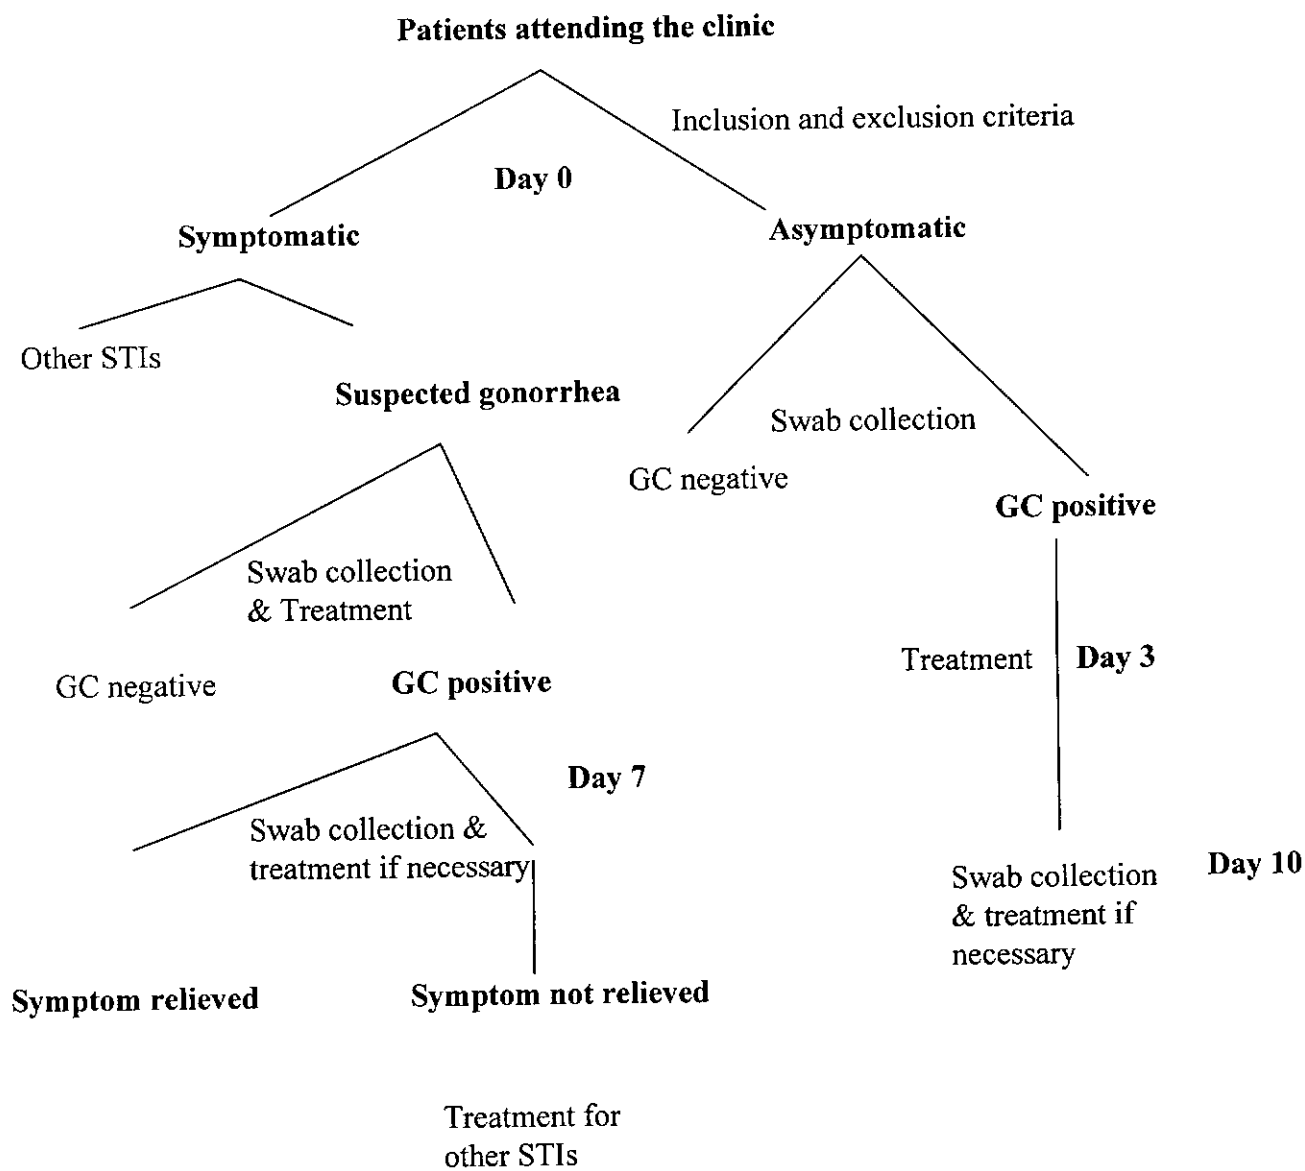 Patients attending the clinic
Inclusion and exclusion criteria
Day 0
Symptomatic
Asymptomatic
Other STIs
Suspected gonorrhea
Swab collection
GC negative
GC positive
Swab collection
& Treatment
Treatment
Day 3
GC negative
GC positive
Day 7
Swab collection &
treatment if necessary
Swab collection
& treatment if
necessary
Day 10
Symptom relieved
Symptom not relieved
Treatment for
other STIs